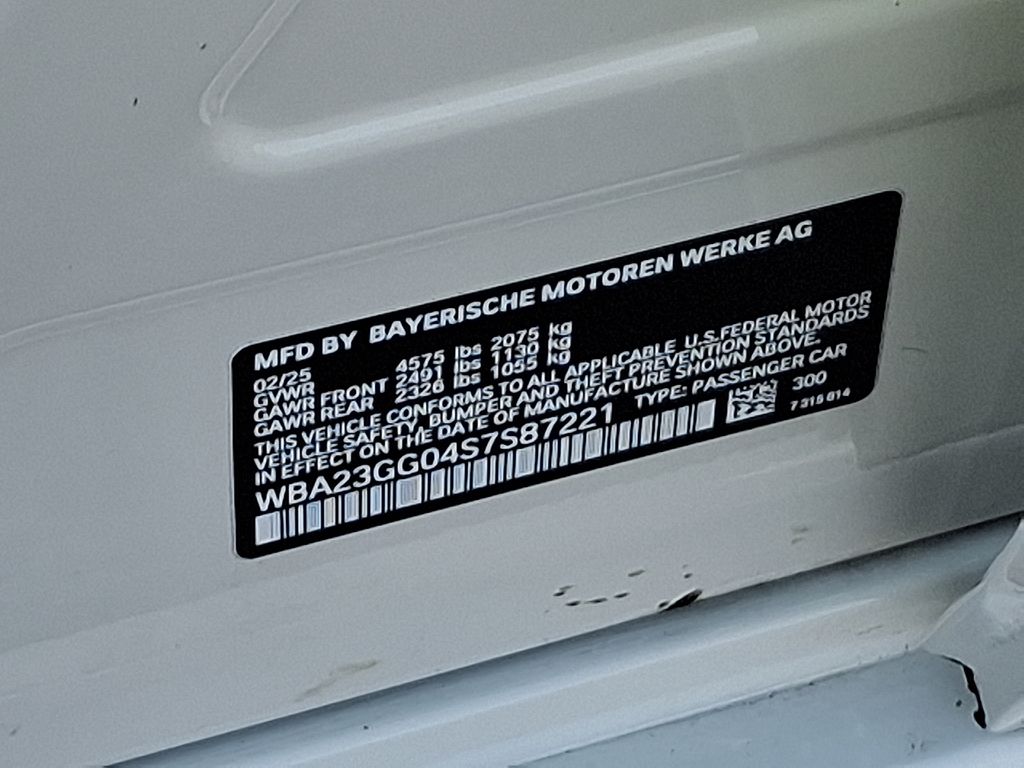 MFD BY BAYERISCHE MOTOREN WERKE AG
02/25
GVWR 4575 lbs 2075 kg
GAWR FRONT 2491 lbs 1130 kg
GAWR REAR 2326 lbs 1055 kg
THIS VEHICLE CONFORMS TO ALL APPLICABLE U.S.FEDERAL MOTOR
VEHICLE SAFETY, BUMPER AND THEFT PREVENTION STANDARDS
IN EFFECT ON THE DATE OF MANUFACTURE SHOWN ABOVE.
WBA23GG04S7S87221 TYPE: PASSENGER CAR
300
7 315 614